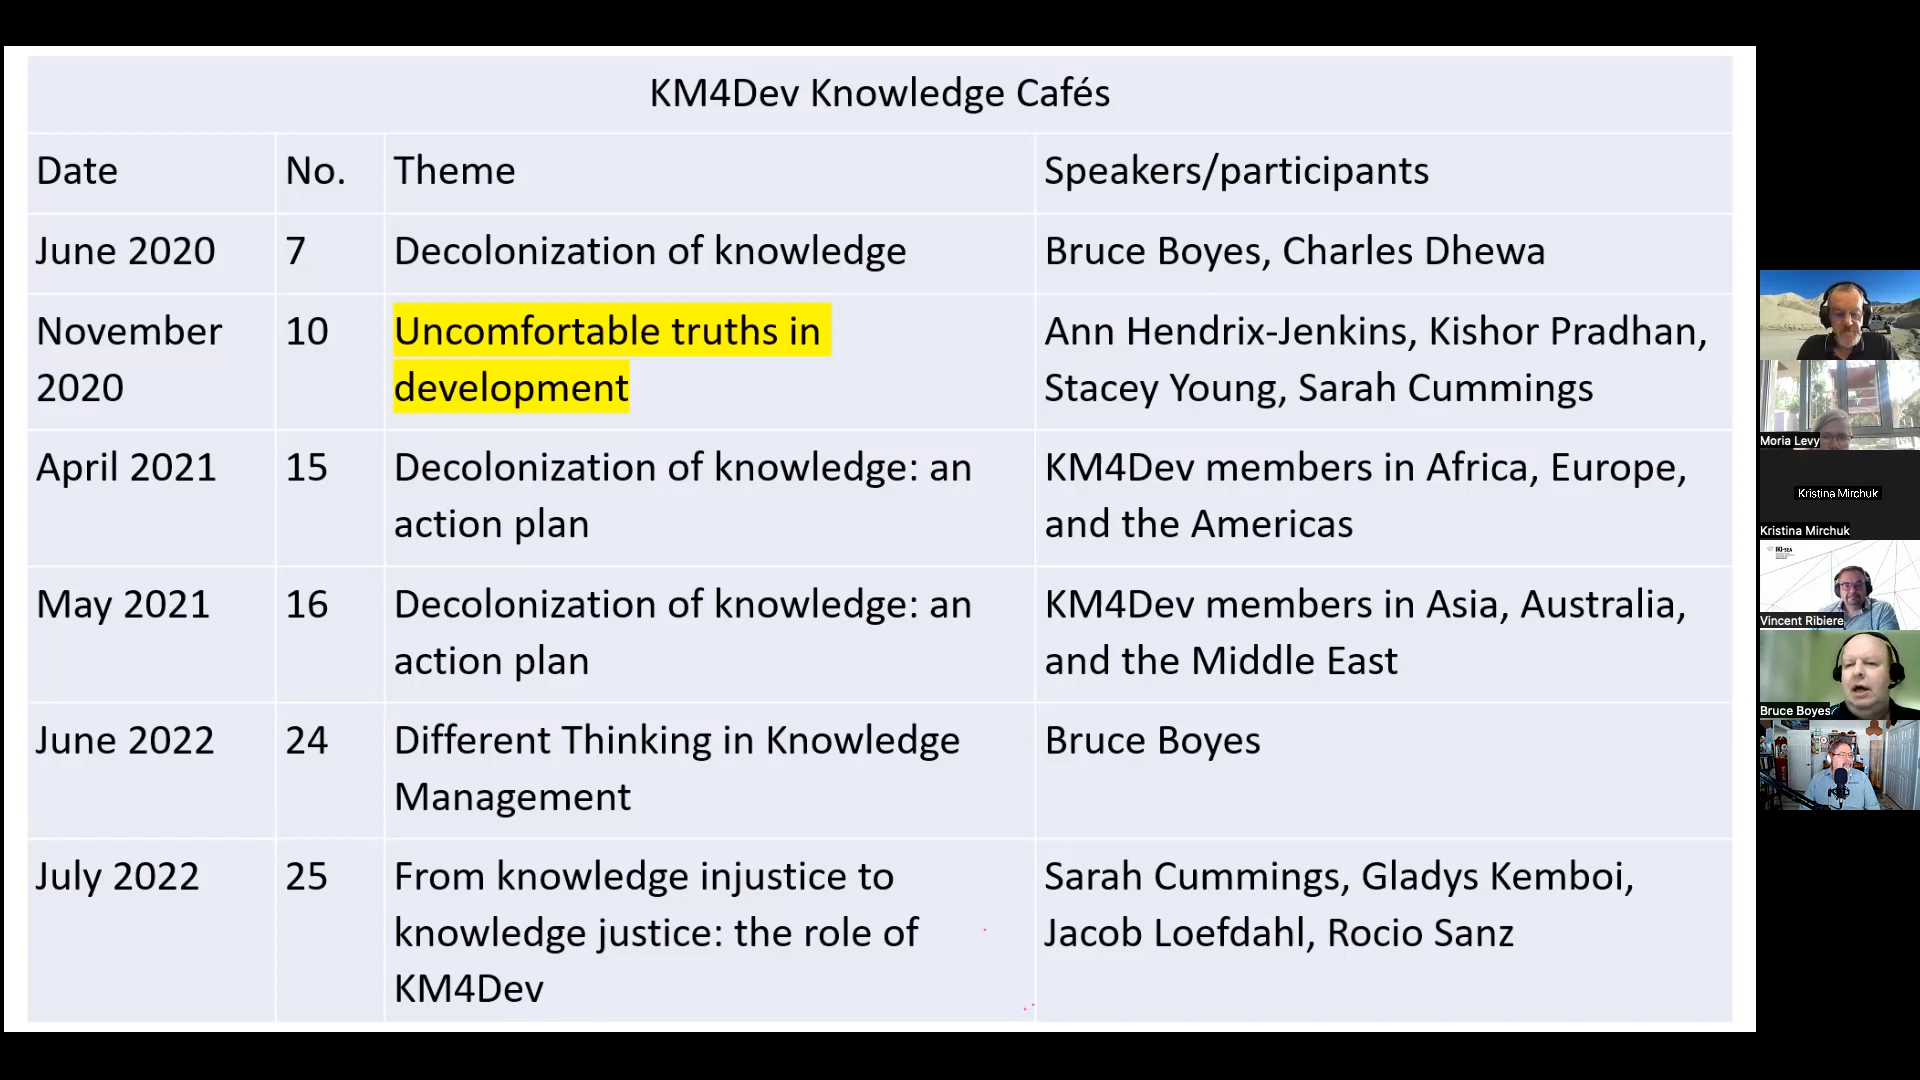 KM4Dev Knowledge Cafés
Date No. Theme Speakers/participants
June 2020 7 Decolonization of knowledge Bruce Boyes, Charles Dhewa
November 10 Uncomfortable truths in Ann Hendrix-Jenkins, Kishor Pradhan,
2020 development Stacey Young, Sarah Cummings
April 2021 15 Decolonization of knowledge: an KM4Dev members in Africa, Europe,
action plan and the Americas
May 2021 16 Decolonization of knowledge: an KM4Dev members in Asia, Australia,
action plan and the Middle East
June 2022 24 Different Thinking in Knowledge Bruce Boyes
Management
July 2022 25 From knowledge injustice to Sarah Cummings, Gladys Kemboi,
knowledge justice: the role of Jacob Loefdahl, Rocio Sanz
KM4Dev
Moria Levy
Kristina Mirchuk
Kristina Mirchuk
IKI-SEA
Vincent Ribiere
Bruce Boyes